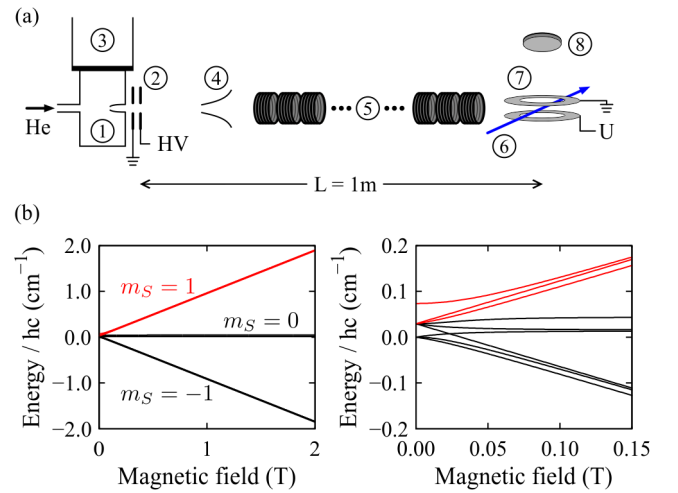 (a)
3
2
4
8
7
He
1
HV
5
6
U
L = 1m
(b)
Energy / hc (cm⁻¹)
2.0
1.0
0.0
−1.0
−2.0
m_S = 1
m_S = 0
m_S = −1
0
1
2
Magnetic field (T)
Energy / hc (cm⁻¹)
0.2
0.1
0.0
−0.1
−0.2
0.00
0.05
0.10
0.15
Magnetic field (T)